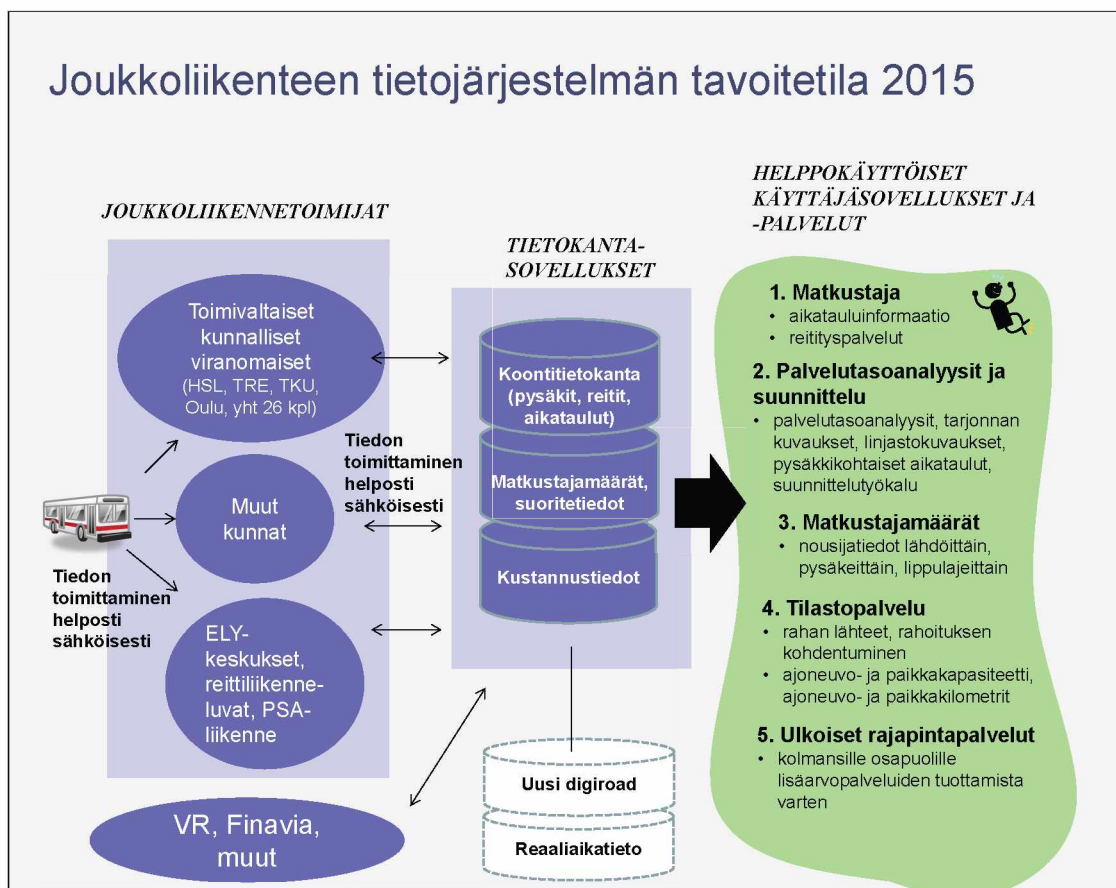 Joukkoliikenteen tietojärjestelmän tavoitetila 2015
JOUKKOLIIKENNETOIMIJAT
Toimivaltaiset
kunnalliset
viranomaiset
(HSL, TRE, TKU,
Oulu, yht 26 kpl)
Muut
kunnat
Tiedon
toimittaminen
helposti
sähköisesti
ELY-
keskukset,
reittiliikenne-
luvat, PSA-
liikenne
VR, Finavia,
muut
Tiedon
toimittaminen
helposti
sähköisesti
TIETOKANTA-
SOVELLUKSET
Koontitietokanta
(pysäkit, reitit,
aikataulut)
Matkustajamäärät,
suoritetiedot
Kustannustiedot
Uusi digiroad
Reaaliaikatieto
HELPPOKÄYTTÖISET
KÄYTTÄJÄSOVELLUKSET JA
-PALVELUT
1. Matkustaja
• aikatauluinformaatio
• reitityspalvelut
2. Palvelutasoanalyysit ja
suunnittelu
• palvelutasoanalyysit, tarjonnan
kuvaukset, linjastokuvaukset,
pysäkkikohtaiset aikataulut,
suunnittelutyökalu
3. Matkustajamäärät
• nousijatiedot lähdöittäin,
pysäkeittäin, lippulajeittain
4. Tilastopalvelu
• rahan lähteet, rahoituksen
kohdentuminen
• ajoneuvo- ja paikkakapasiteetti,
ajoneuvo- ja paikkakilometrit
5. Ulkoiset rajapintapalvelut
• kolmansille osapuolille
lisäarvopalveluiden tuottamista
varten